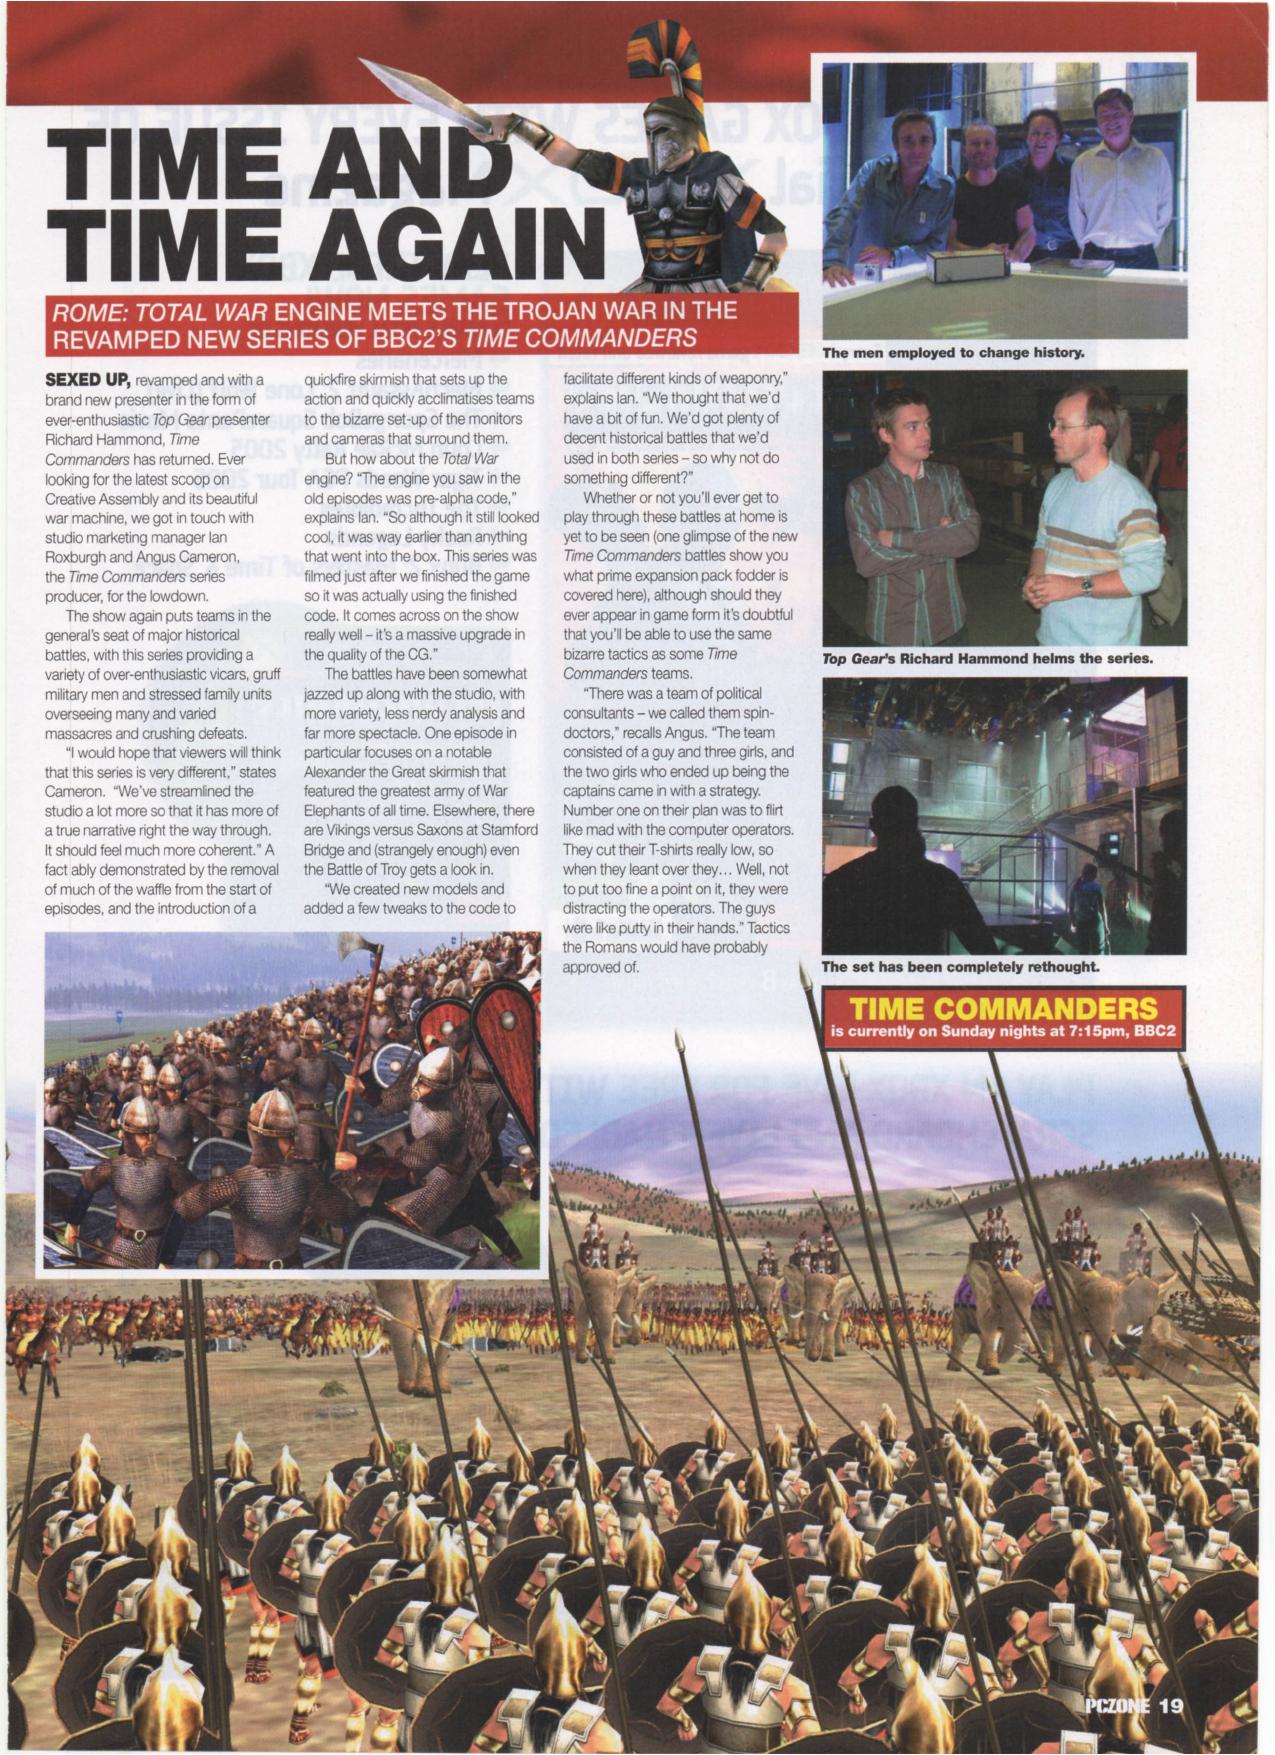 TIME AND
TIME AGAIN
ROME: TOTAL WAR ENGINE MEETS THE TROJAN WAR IN THE
REVAMPED NEW SERIES OF BBC2'S TIME COMMANDERS
SEXED UP, revamped and with a
brand new presenter in the form of
ever-enthusiastic Top Gear presenter
Richard Hammond, Time
Commanders has returned. Ever
looking for the latest scoop on
Creative Assembly and its beautiful
war machine, we got in touch with
studio marketing manager Ian
Roxburgh and Angus Cameron,
the Time Commanders series
producer, for the lowdown.
The show again puts teams in the
general's seat of major historical
battles, with this series providing a
variety of over-enthusiastic vicars, gruff
military men and stressed family units
overseeing many and varied
massacres and crushing defeats.
"I would hope that viewers will think
that this series is very different," states
Cameron. "We've streamlined the
studio a lot more so that it has more of
a true narrative right the way through.
It should feel much more coherent." A
fact ably demonstrated by the removal
of much of the waffle from the start of
episodes, and the introduction of a
quickfire skirmish that sets up the
action and quickly acclimatises teams
to the bizarre set-up of the monitors
and cameras that surround them.
But how about the Total War
engine? "The engine you saw in the
old episodes was pre-alpha code,"
explains Ian. "So although it still looked
cool, it was way earlier than anything
that went into the box. This series was
filmed just after we finished the game
so it was actually using the finished
code. It comes across on the show
really well – it's a massive upgrade in
the quality of the CG."
The battles have been somewhat
jazzed up along with the studio, with
more variety, less nerdy analysis and
far more spectacle. One episode in
particular focuses on a notable
Alexander the Great skirmish that
featured the greatest army of War
Elephants of all time. Elsewhere, there
are Vikings versus Saxons at Stamford
Bridge and (strangely enough) even
the Battle of Troy gets a look in.
"We created new models and
added a few tweaks to the code to
facilitate different kinds of weaponry,"
explains Ian. "We thought that we'd
have a bit of fun. We'd got plenty of
decent historical battles that we'd
used in both series – so why not do
something different?"
Whether or not you'll ever get to
play through these battles at home is
yet to be seen (one glimpse of the new
Time Commanders battles show you
what prime expansion pack fodder is
covered here), although should they
ever appear in game form it's doubtful
that you'll be able to use the same
bizarre tactics as some Time
Commanders teams.
"There was a team of political
consultants – we called them spin-
doctors," recalls Angus. "The team
consisted of a guy and three girls, and
the two girls who ended up being the
captains came in with a strategy.
Number one on their plan was to flirt
like mad with the computer operators.
They cut their T-shirts really low, so
when they leant over they… Well, not
to put too fine a point on it, they were
distracting the operators. The guys
were like putty in their hands." Tactics
the Romans would have probably
approved of.
The men employed to change history.
Top Gear's Richard Hammond helms the series.
The set has been completely rethought.
TIME COMMANDERS
is currently on Sunday nights at 7:15pm, BBC2
PCZONE 19